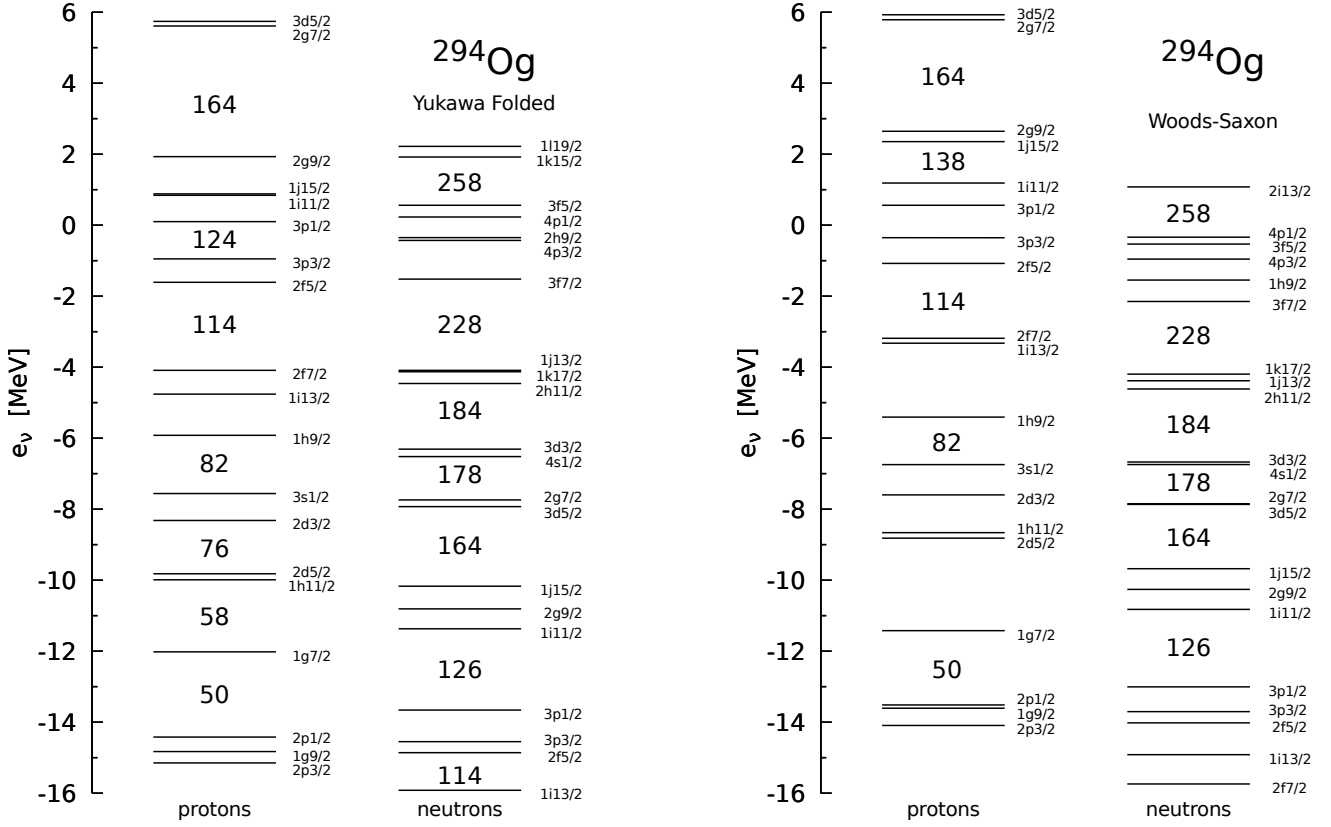 6
4
2
0
-2
-4
-6
-8
-10
-12
-14
-16
eν [MeV]
294Og
Yukawa Folded
3d5/2
2g7/2
164
2g9/2
1j15/2
1i11/2
3p1/2
124
3p3/2
2f5/2
114
2f7/2
1i13/2
1h9/2
82
3s1/2
2d3/2
76
2d5/2
1h11/2
58
1g7/2
50
2p1/2
1g9/2
2p3/2
protons
1l19/2
1k15/2
258
3f5/2
4p1/2
2h9/2
4p3/2
3f7/2
228
1j13/2
1k17/2
2h11/2
184
3d3/2
4s1/2
178
2g7/2
3d5/2
164
1j15/2
2g9/2
1i11/2
126
3p1/2
3p3/2
2f5/2
114
1i13/2
neutrons
6
4
2
0
-2
-4
-6
-8
-10
-12
-14
-16
eν [MeV]
294Og
Woods-Saxon
3d5/2
2g7/2
164
2g9/2
1j15/2
138
1i11/2
3p1/2
3p3/2
2f5/2
114
2f7/2
1i13/2
1h9/2
82
3s1/2
2d3/2
1h11/2
2d5/2
1g7/2
50
2p1/2
1g9/2
2p3/2
protons
2i13/2
258
4p1/2
3f5/2
4p3/2
1h9/2
3f7/2
228
1k17/2
1j13/2
2h11/2
184
3d3/2
4s1/2
178
2g7/2
3d5/2
164
1j15/2
2g9/2
1i11/2
126
3p1/2
3p3/2
2f5/2
1i13/2
2f7/2
neutrons